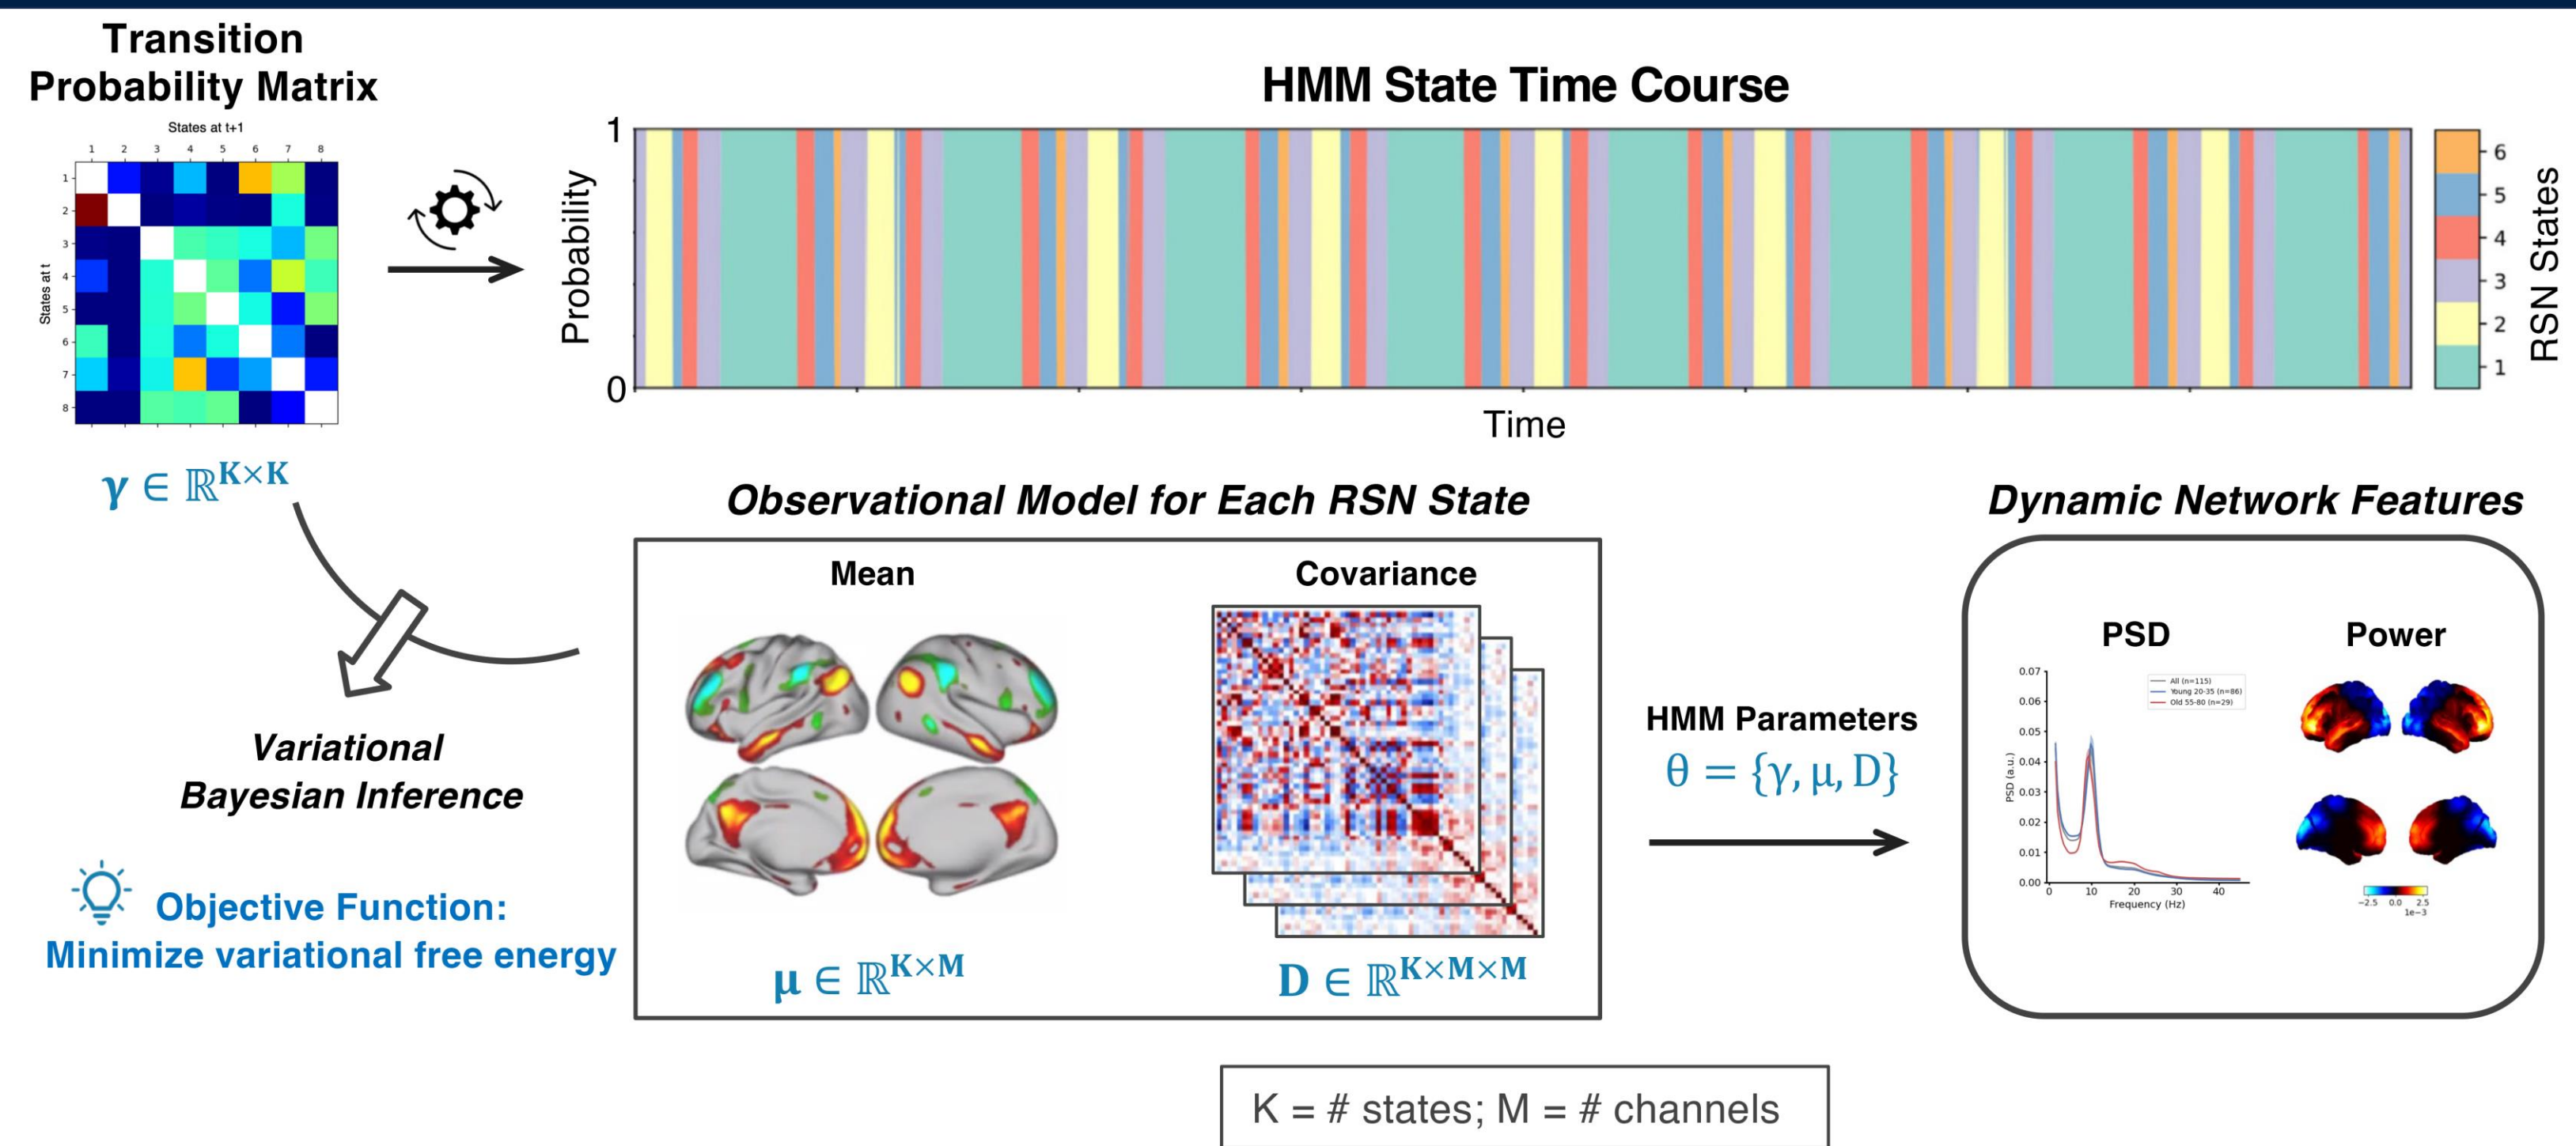 Transition
Probability Matrix
States at t+1
1 2 3 4 5 6 7 8
1
2
3
4
5
6
7
8
States at t
γ ∈ ℝK×K
HMM State Time Course
1
0
Probability
Time
6
5
4
3
2
1
RSN States
Variational
Bayesian Inference
Objective Function:
Minimize variational free energy
Observational Model for Each RSN State
Mean
Covariance
μ ∈ ℝK×M
D ∈ ℝK×M×M
HMM Parameters
θ = {γ, μ, D}
Dynamic Network Features
PSD
Power
0.07
0.06
0.05
0.04
0.03
0.02
0.01
0.00
PSD (a.u.)
All (n=115)
Young 20-35 (n=86)
Old 55-80 (n=29)
0 10 20 30 40
Frequency (Hz)
−2.5 0.0 2.5
1e−3
K = # states; M = # channels